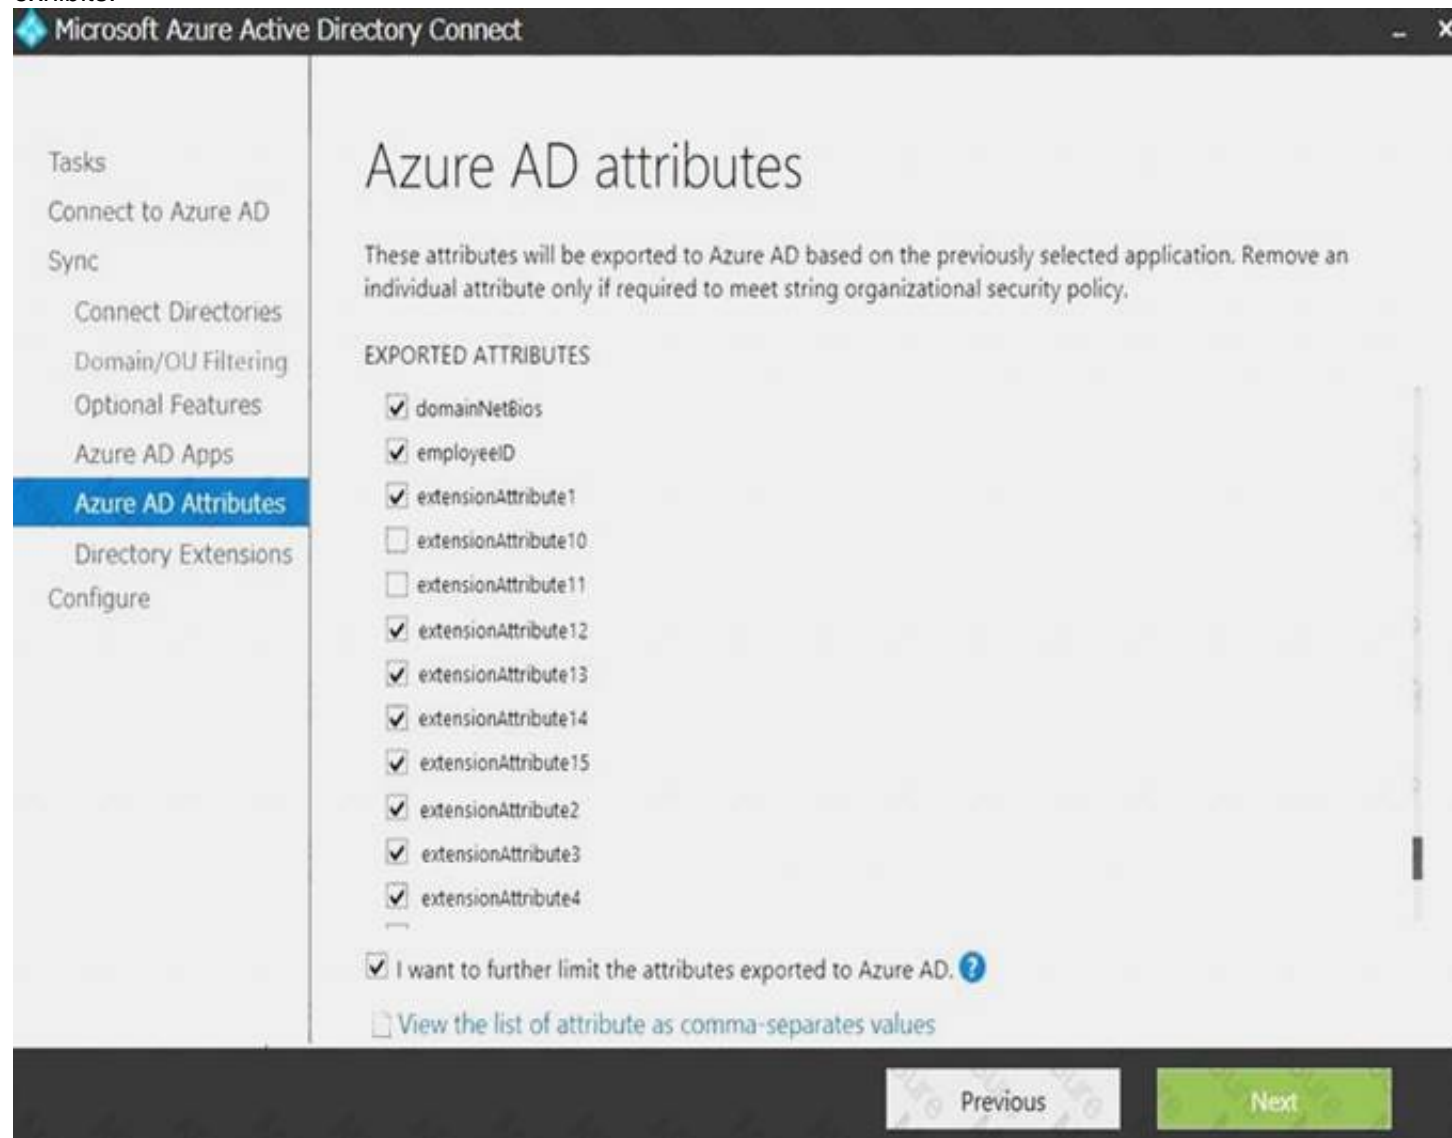 Microsoft Azure Active Directory Connect
Tasks
Connect to Azure AD
Sync
Connect Directories
Domain/OU Filtering
Optional Features
Azure AD Apps
Azure AD Attributes
Directory Extensions
Configure
Azure AD attributes
These attributes will be exported to Azure AD based on the previously selected application. Remove an
individual attribute only if required to meet string organizational security policy.
EXPORTED ATTRIBUTES
domainNetBios
employeeID
extensionAttribute1
extensionAttribute10
extensionAttribute11
extensionAttribute12
extensionAttribute13
extensionAttribute14
extensionAttribute15
extensionAttribute2
extensionAttribute3
extensionAttribute4
I want to further limit the attributes exported to Azure AD. ?
View the list of attribute as comma-separates values
Previous
Next